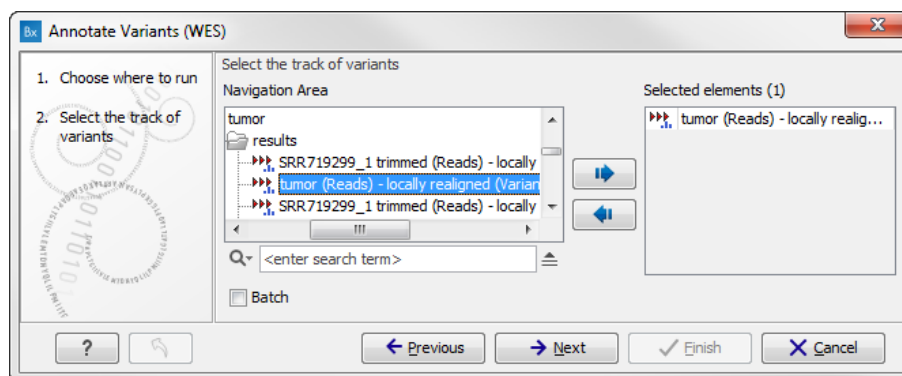 Bx Annotate Variants (WES)
1. Choose where to run
2. Select the track of
variants
Select the track of variants
Navigation Area
tumor
results
SRR719299_1 trimmed (Reads) - locally
tumor (Reads) - locally realigned (Varian
SRR719299_1 trimmed (Reads) - locally
<enter search term>
Batch
Selected elements (1)
tumor (Reads) - locally realig...
?
Previous
Next
Finish
Cancel